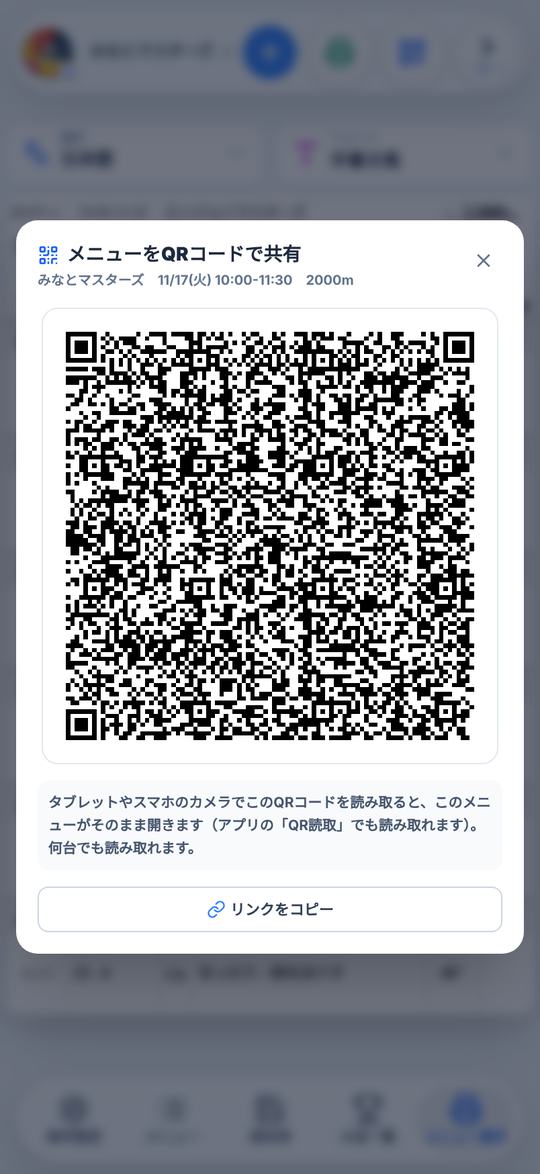 メニューをQRコードで共有
みなとマスターズ 11/17(火) 10:00-11:30 2000m
タブレットやスマホのカメラでこのQRコードを読み取ると、このメニ
ューがそのまま開きます（アプリの「QR読取」でも読み取れます）。
何台でも読み取れます。
リンクをコピー